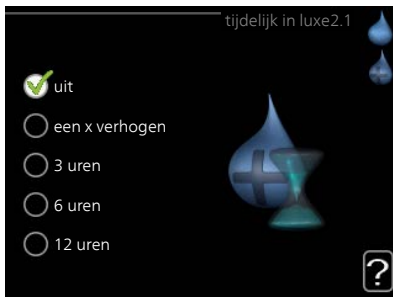 tijdelijk in luxe2.1
uit
een x verhogen
3 uren
6 uren
12 uren
?